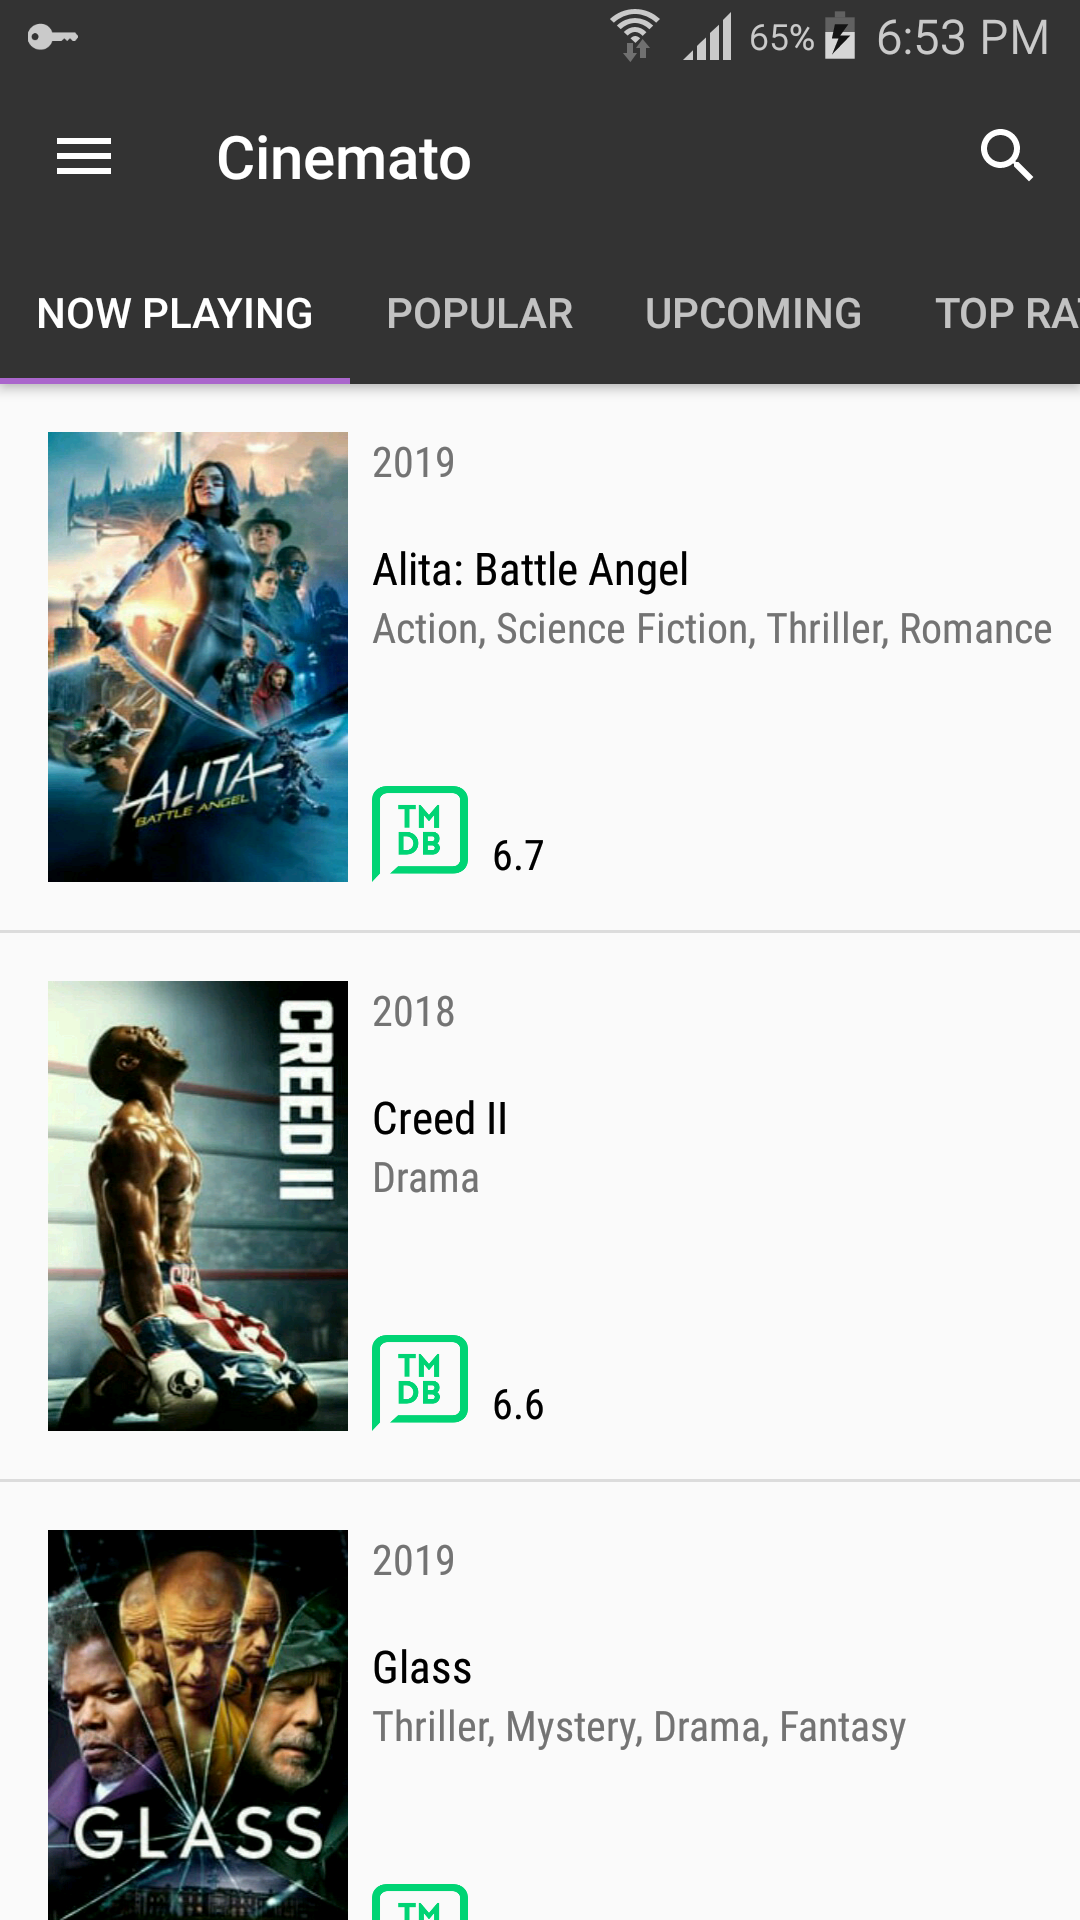 65% 6:53 PM
Cinemato
NOW PLAYING POPULAR UPCOMING TOP RAT
2019
Alita: Battle Angel
Action, Science Fiction, Thriller, Romance
ALITA
BATTLE ANGEL
TM
DB
6.7
2018
CREED II
Creed II
Drama
TM
DB
6.6
2019
Glass
Thriller, Mystery, Drama, Fantasy
GLASS
TM